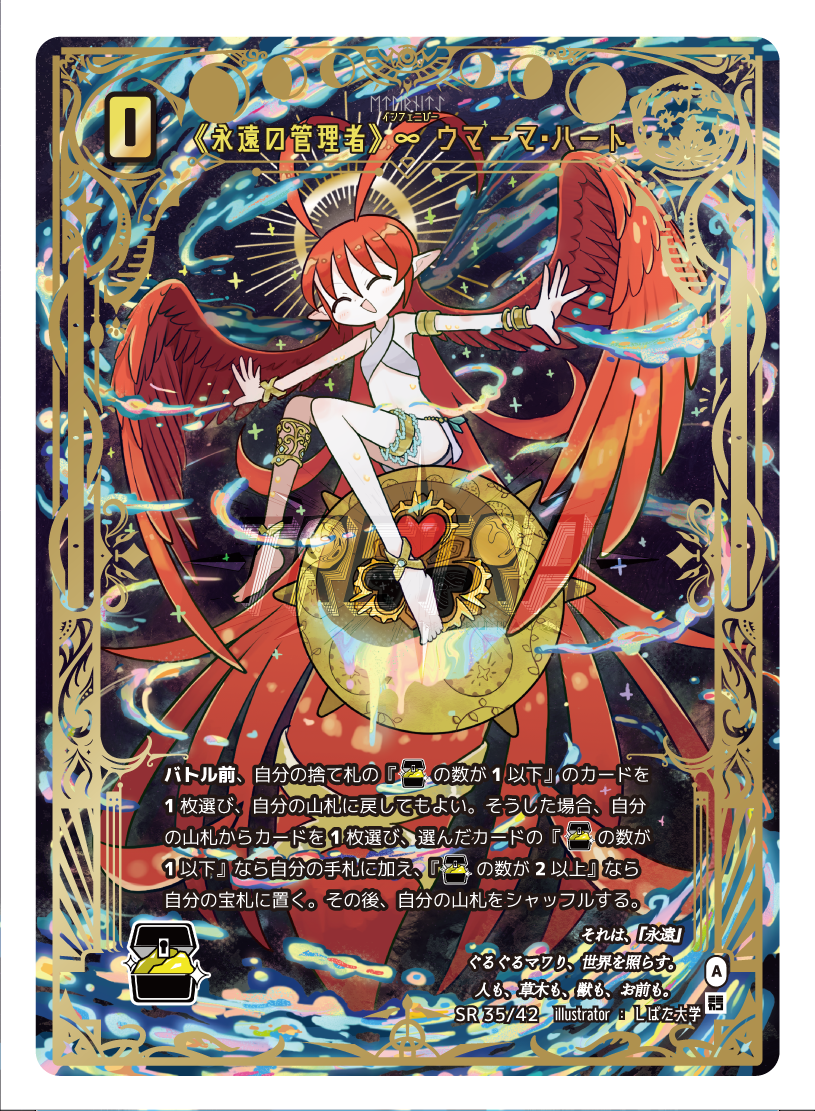 0
ᛖᛏᛖᚱᚾᛁᛏᛇ
インフィニティー
《永遠の管理者》∞ ウマーマ・ハート
TRETRA
バトル前、自分の捨て札の『の数が1以下』のカードを
1枚選び、自分の山札に戻してもよい。そうした場合、自分
の山札からカードを1枚選び、選んだカードの『の数が
1以下』なら自分の手札に加え、『の数が2以上』なら
自分の宝札に置く。その後、自分の山札をシャッフルする。
それは、『永遠』
ぐるぐるマワり、世界を照らす。
人も、草木も、獣も、お前も。
A
SR 35/42 illustrator : しばた大学